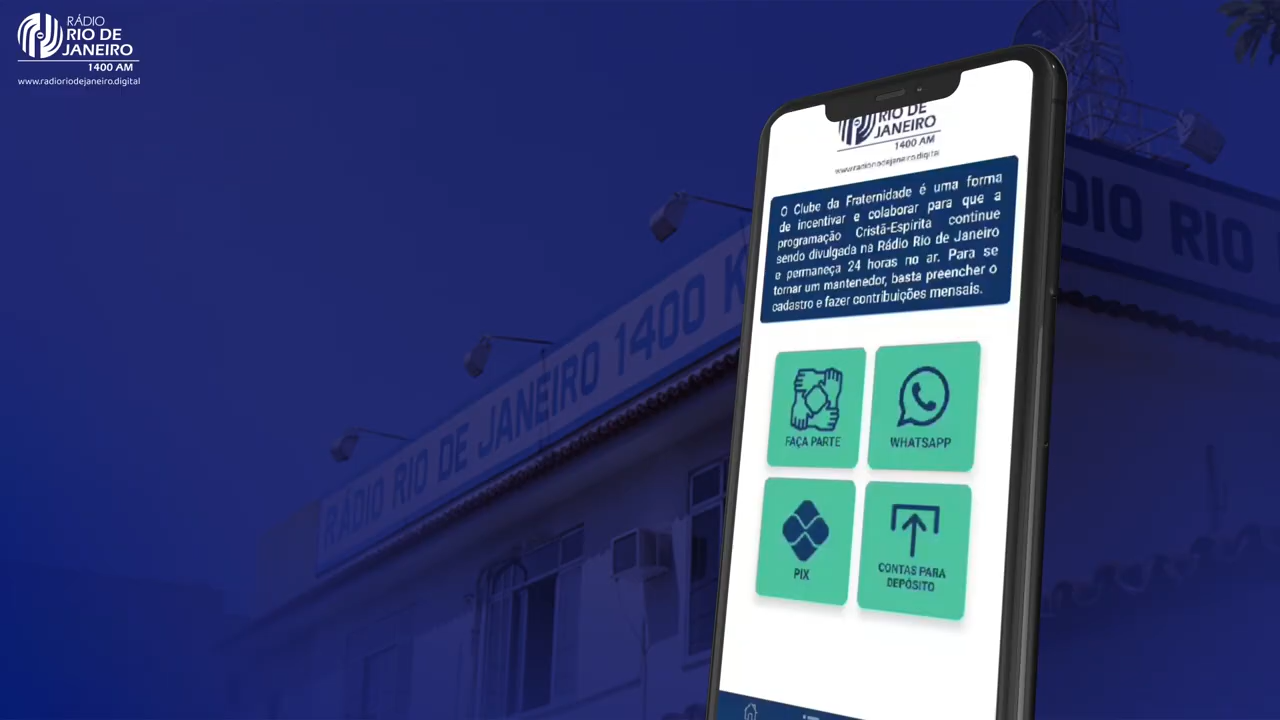 RÁDIO
RIO DE
JANEIRO
1400 AM
www.radioriodejaneiro.digital
RIO DE
JANEIRO
1400 AM
www.radioriodejaneiro.digital
O Clube da Fraternidade é uma forma
de incentivar e colaborar para que a
programação Cristã-Espírita continue
sendo divulgada na Rádio Rio de Janeiro
e permaneça 24 horas no ar. Para se
tornar um mantenedor, basta preencher o
cadastro e fazer contribuições mensais.
FAÇA PARTE
WHATSAPP
PIX
CONTAS PARA
DEPÓSITO
RÁDIO RIO DE JANEIRO 1400 K
DIO RIO